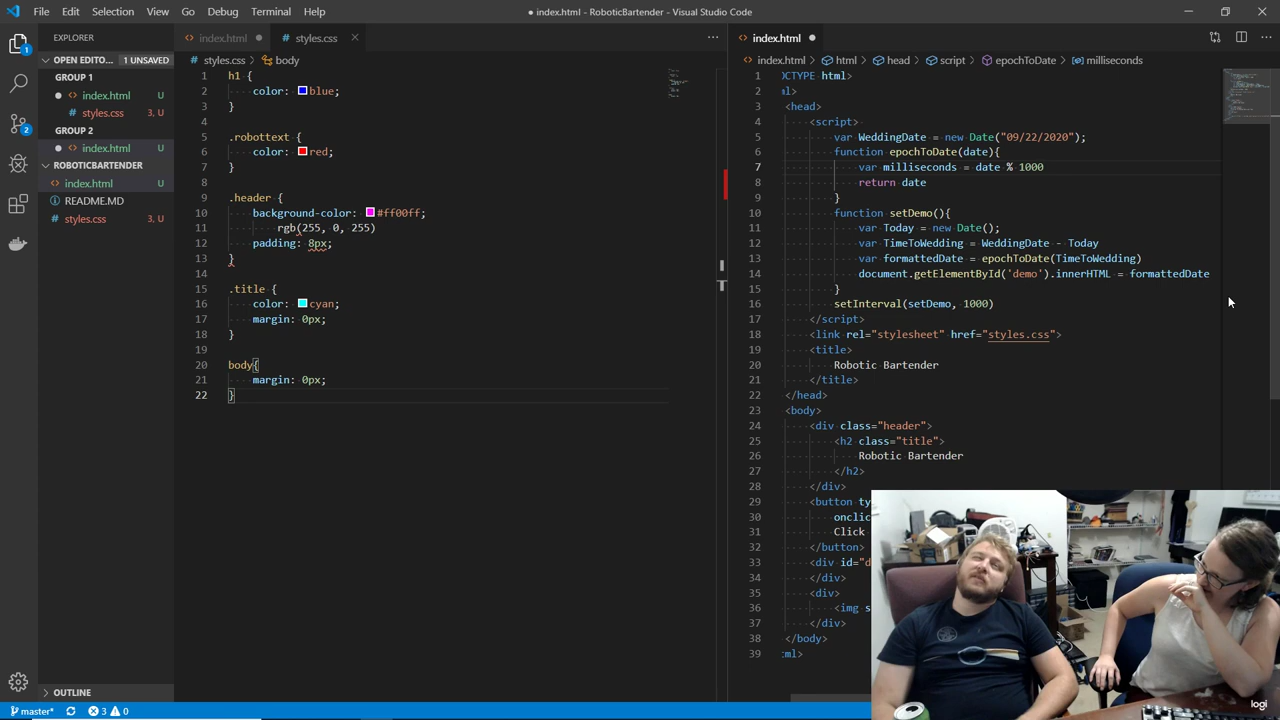 File Edit Selection View Go Debug Terminal Help
● index.html - RoboticBartender - Visual Studio Code
EXPLORER
OPEN EDITO... 1 UNSAVED
GROUP 1
index.html U
styles.css 3, U
GROUP 2
index.html U
ROBOTICBARTENDER
index.html U
README.MD
styles.css 3, U
OUTLINE
1
2
index.html
styles.css
styles.css > body
1 h1 {
2 color: blue;
3 }
4
5 .robottext {
6 color: red;
7 }
8
9 .header {
10 background-color: #ff00ff;
11 rgb(255, 0, 255)
12 padding: 8px;
13 }
14
15 .title {
16 color: cyan;
17 margin: 0px;
18 }
19
20 body{
21 margin: 0px;
22 }
index.html
index.html > html > head > script > epochToDate > milliseconds
1 OCTYPE html>
2 ml>
3 <head>
4 <script>
5 var WeddingDate = new Date("09/22/2020");
6 function epochToDate(date){
7 var milliseconds = date % 1000
8 return date
9 }
10 function setDemo(){
11 var Today = new Date();
12 var TimeToWedding = WeddingDate - Today
13 var formattedDate = epochToDate(TimeToWedding)
14 document.getElementById('demo').innerHTML = formattedDate
15 }
16 setInterval(setDemo, 1000)
17 </script>
18 <link rel="stylesheet" href="styles.css">
19 <title>
20 Robotic Bartender
21 </title>
22 </head>
23 <body>
24 <div class="header">
25 <h2 class="title">
26 Robotic Bartender
27 </h2>
28 </div>
29 <button ty
30 onclic
31 Click
32 </button>
33 <div id="d
34 </div>
35 <div>
36 <img s
37 </div>
38 </body>
39 ml>
master* 3 0
logi